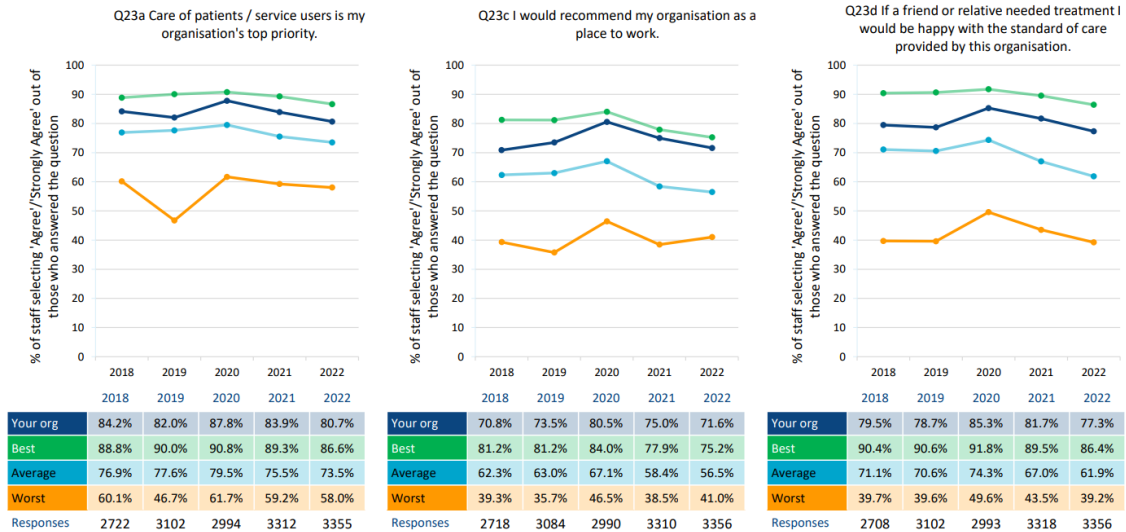 Q23a Care of patients / service users is my
organisation's top priority.
% of staff selecting 'Agree'/'Strongly Agree' out of
those who answered the question
100
90
80
70
60
50
40
30
20
10
0
2018 2019 2020 2021 2022
2018 2019 2020 2021 2022
Your org 84.2% 82.0% 87.8% 83.9% 80.7%
Best 88.8% 90.0% 90.8% 89.3% 86.6%
Average 76.9% 77.6% 79.5% 75.5% 73.5%
Worst 60.1% 46.7% 61.7% 59.2% 58.0%
Responses 2722 3102 2994 3312 3355
Q23c I would recommend my organisation as a
place to work.
% of staff selecting 'Agree'/'Strongly Agree' out of
those who answered the question
100
90
80
70
60
50
40
30
20
10
0
2018 2019 2020 2021 2022
2018 2019 2020 2021 2022
Your org 70.8% 73.5% 80.5% 75.0% 71.6%
Best 81.2% 81.2% 84.0% 77.9% 75.2%
Average 62.3% 63.0% 67.1% 58.4% 56.5%
Worst 39.3% 35.7% 46.5% 38.5% 41.0%
Responses 2718 3084 2990 3310 3356
Q23d If a friend or relative needed treatment I
would be happy with the standard of care
provided by this organisation.
% of staff selecting 'Agree'/'Strongly Agree' out of
those who answered the question
100
90
80
70
60
50
40
30
20
10
0
2018 2019 2020 2021 2022
2018 2019 2020 2021 2022
Your org 79.5% 78.7% 85.3% 81.7% 77.3%
Best 90.4% 90.6% 91.8% 89.5% 86.4%
Average 71.1% 70.6% 74.3% 67.0% 61.9%
Worst 39.7% 39.6% 49.6% 43.5% 39.2%
Responses 2708 3102 2993 3318 3356